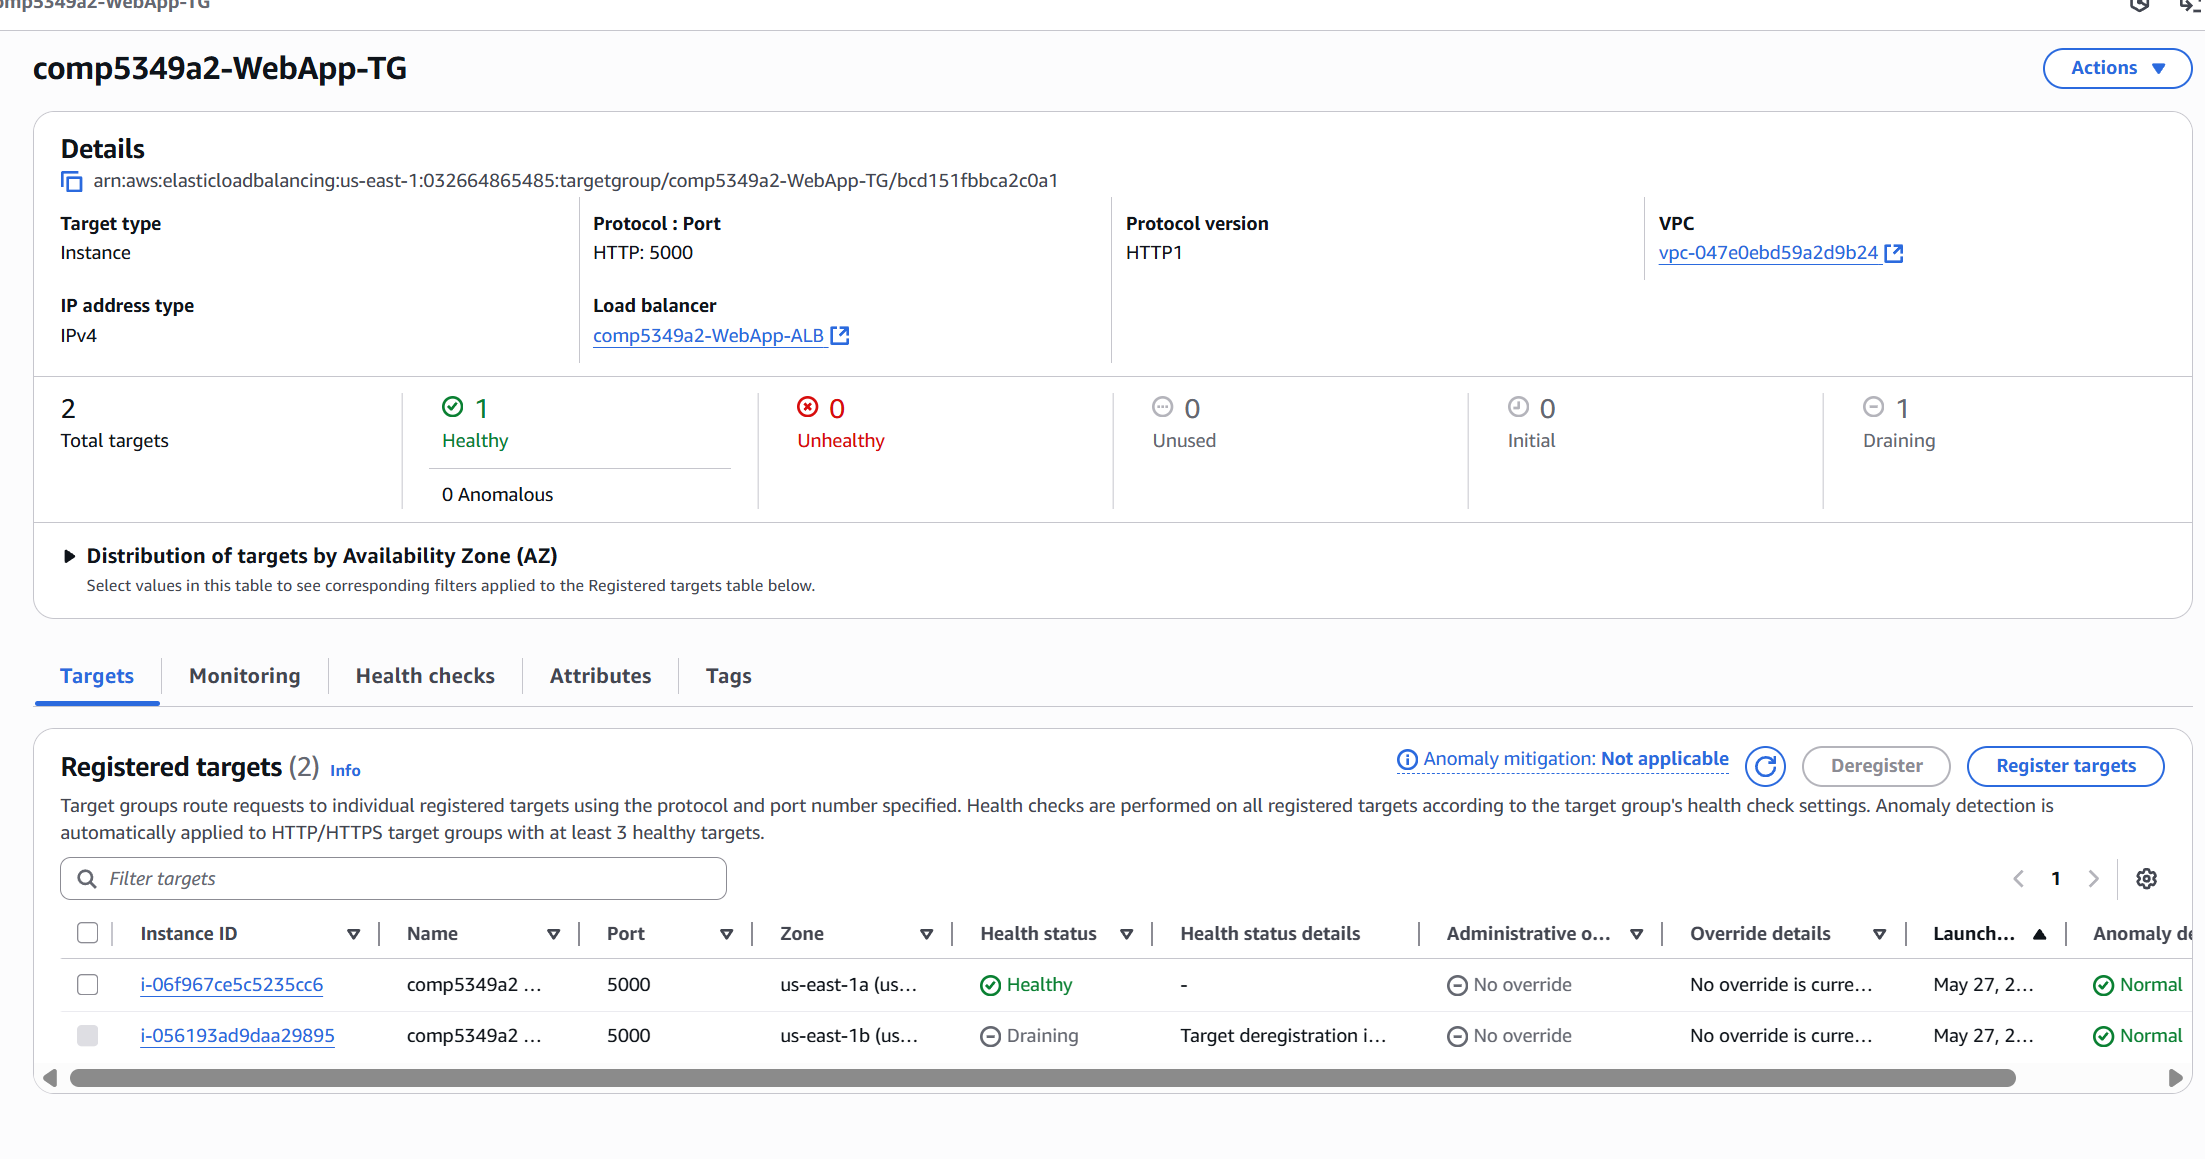 comp5349a2-WebApp-TG
comp5349a2-WebApp-TG
Actions
Details
arn:aws:elasticloadbalancing:us-east-1:032664865485:targetgroup/comp5349a2-WebApp-TG/bcd151fbbca2c0a1
Target type
Instance
Protocol : Port
HTTP: 5000
Protocol version
HTTP1
VPC
vpc-047e0ebd59a2d9b24
IP address type
IPv4
Load balancer
comp5349a2-WebApp-ALB
2
Total targets
1
Healthy
0 Anomalous
0
Unhealthy
0
Unused
0
Initial
1
Draining
Distribution of targets by Availability Zone (AZ)
Select values in this table to see corresponding filters applied to the Registered targets table below.
Targets Monitoring Health checks Attributes Tags
Registered targets (2) Info Anomaly mitigation: Not applicable Deregister Register targets
Target groups route requests to individual registered targets using the protocol and port number specified. Health checks are performed on all registered targets according to the target group's health check settings. Anomaly detection is
automatically applied to HTTP/HTTPS target groups with at least 3 healthy targets.
Filter targets 1
Instance ID Name Port Zone Health status Health status details Administrative o... Override details Launch... Anomaly de
i-06f967ce5c5235cc6 comp5349a2 ... 5000 us-east-1a (us... Healthy - No override No override is curre... May 27, 2... Normal
i-056193ad9daa29895 comp5349a2 ... 5000 us-east-1b (us... Draining Target deregistration i... No override No override is curre... May 27, 2... Normal